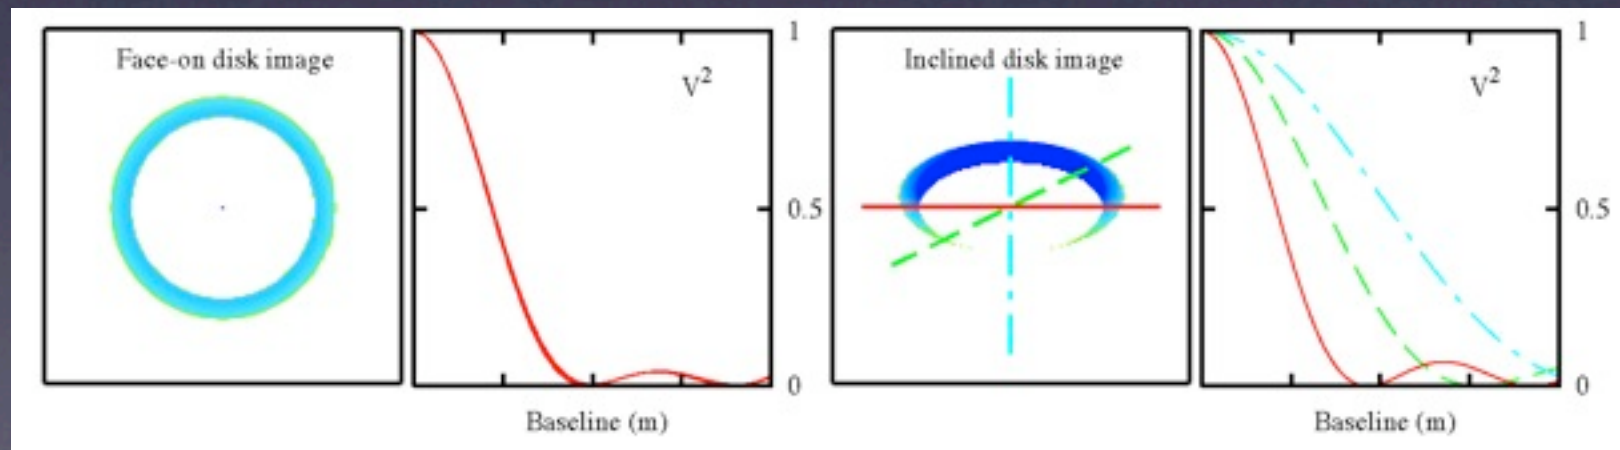 Face-on disk image
V²
1
0.5
0
Baseline (m)
Inclined disk image
V²
1
0.5
0
Baseline (m)